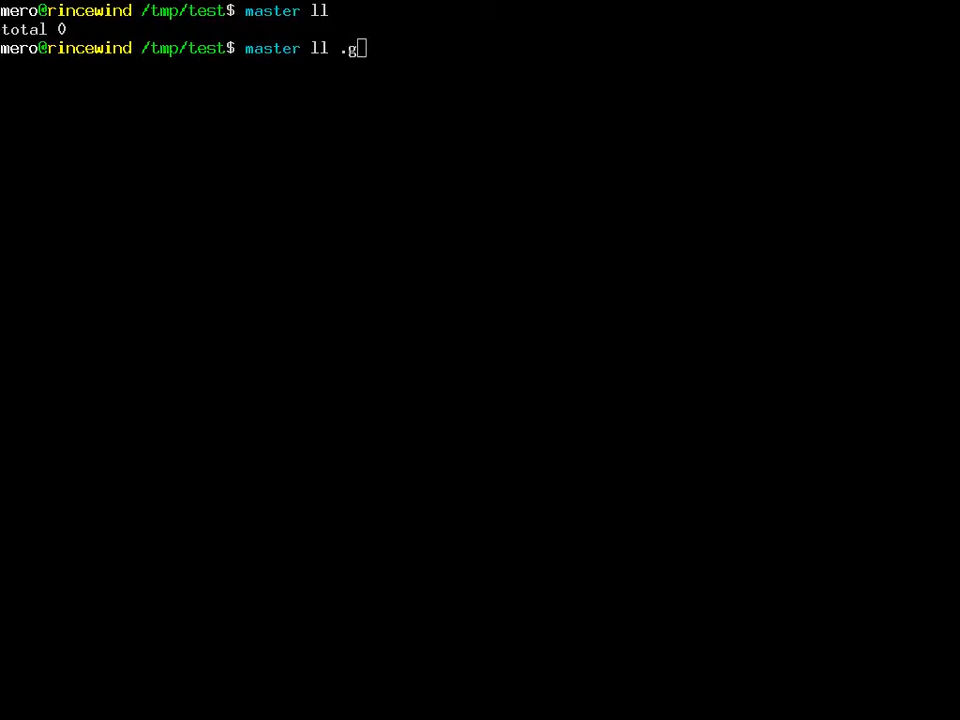 mero@rincewind /tmp/test$ master ll
total 0
mero@rincewind /tmp/test$ master ll .g